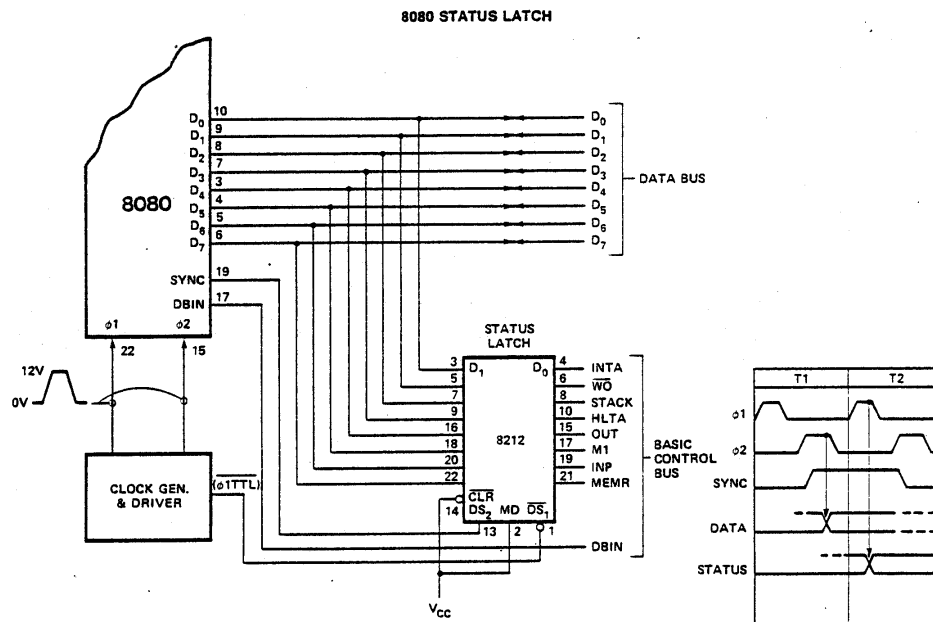 8080 STATUS LATCH
8080
D0 10
D1 9
D2 8
D3 7
D4 3
D5 4
D6 5
D7 6
SYNC 19
DBIN 17
φ1
φ2
22
15
D0
D1
D2
D3
D4
D5
D6
D7
DATA BUS
12V
0V
CLOCK GEN.
& DRIVER
(φ1TTL)
STATUS
LATCH
3 D1 D0 4 INTA
5 6 WO
7 8 STACK
9 10 HLTA
16 15 OUT
18 17 M1
20 19 INP
22 21 MEMR
8212
CLR
14
DS2 MD DS1
13 2 1
DBIN
BASIC
CONTROL
BUS
VCC
T1 T2
φ1
φ2
SYNC
DATA
STATUS